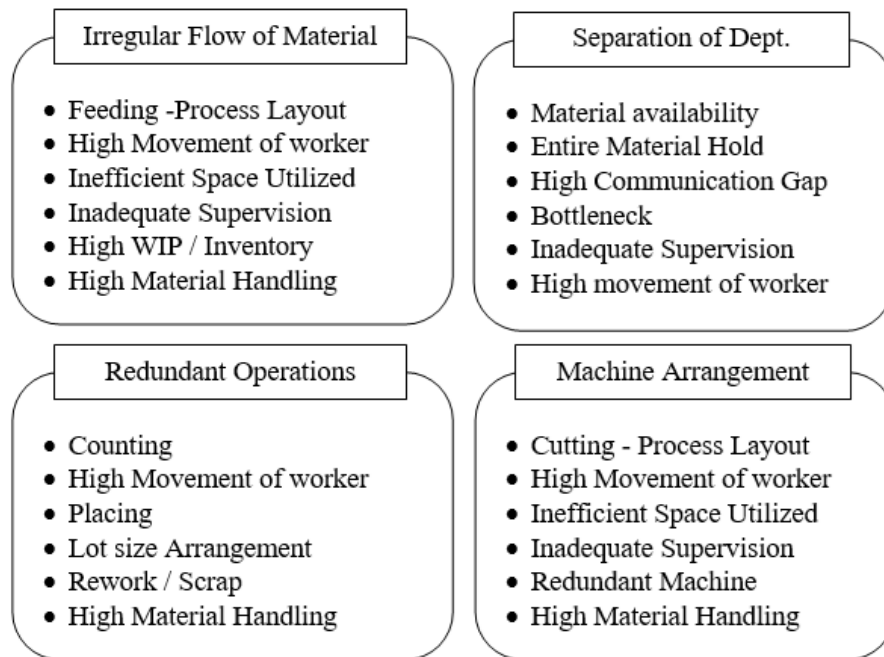 Irregular Flow of Material
• Feeding -Process Layout
• High Movement of worker
• Inefficient Space Utilized
• Inadequate Supervision
• High WIP / Inventory
• High Material Handling
Separation of Dept.
• Material availability
• Entire Material Hold
• High Communication Gap
• Bottleneck
• Inadequate Supervision
• High movement of worker
Redundant Operations
• Counting
• High Movement of worker
• Placing
• Lot size Arrangement
• Rework / Scrap
• High Material Handling
Machine Arrangement
• Cutting - Process Layout
• High Movement of worker
• Inefficient Space Utilized
• Inadequate Supervision
• Redundant Machine
• High Material Handling